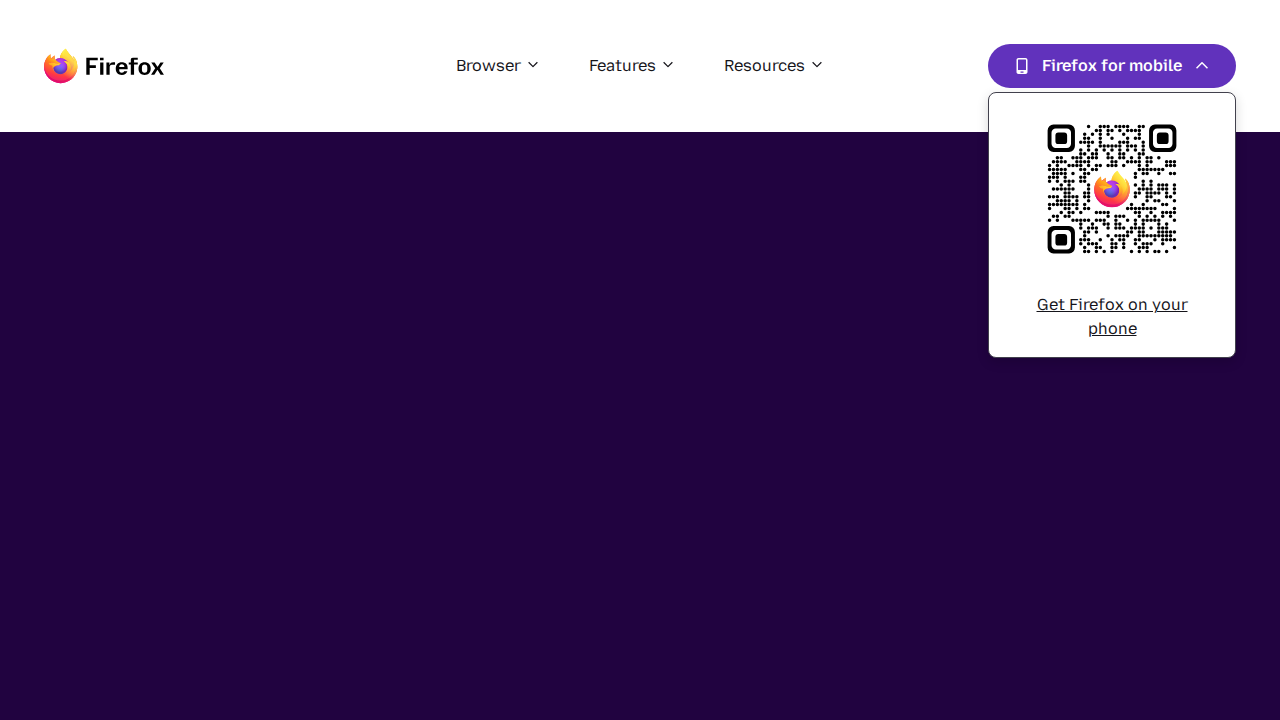 Firefox
Browser
Features
Resources
Firefox for mobile
Get Firefox on your
phone